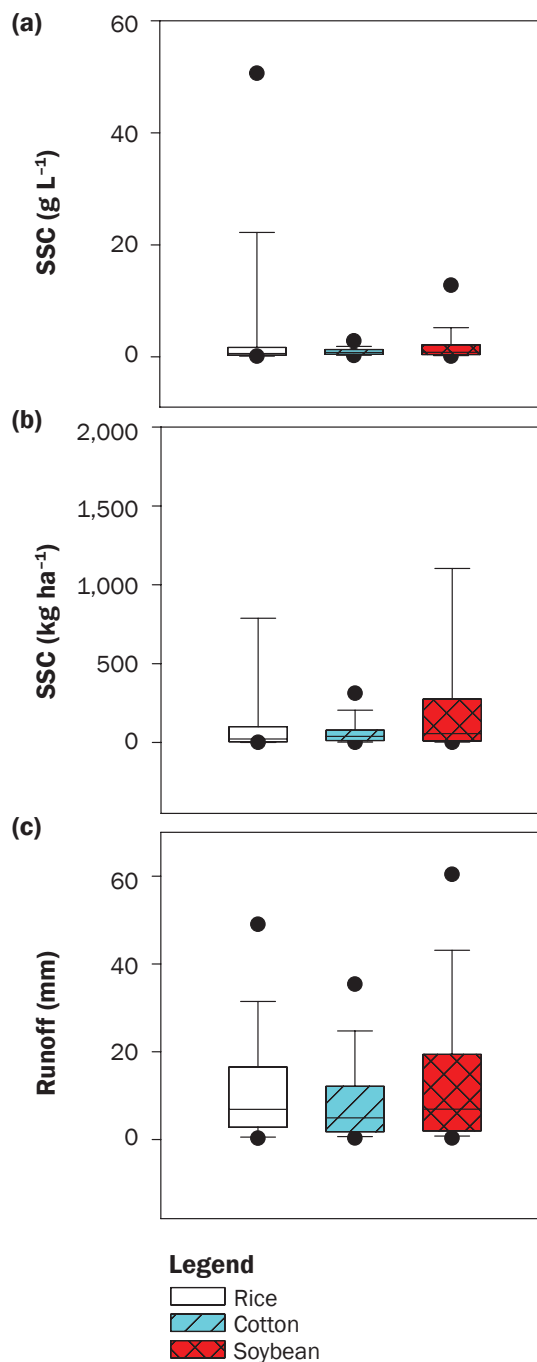 (a)
60
40
20
0
SSC (g L⁻¹)
(b)
2,000
1,500
1,000
500
0
SSC (kg ha⁻¹)
(c)
60
40
20
0
Runoff (mm)
Legend
Rice
Cotton
Soybean